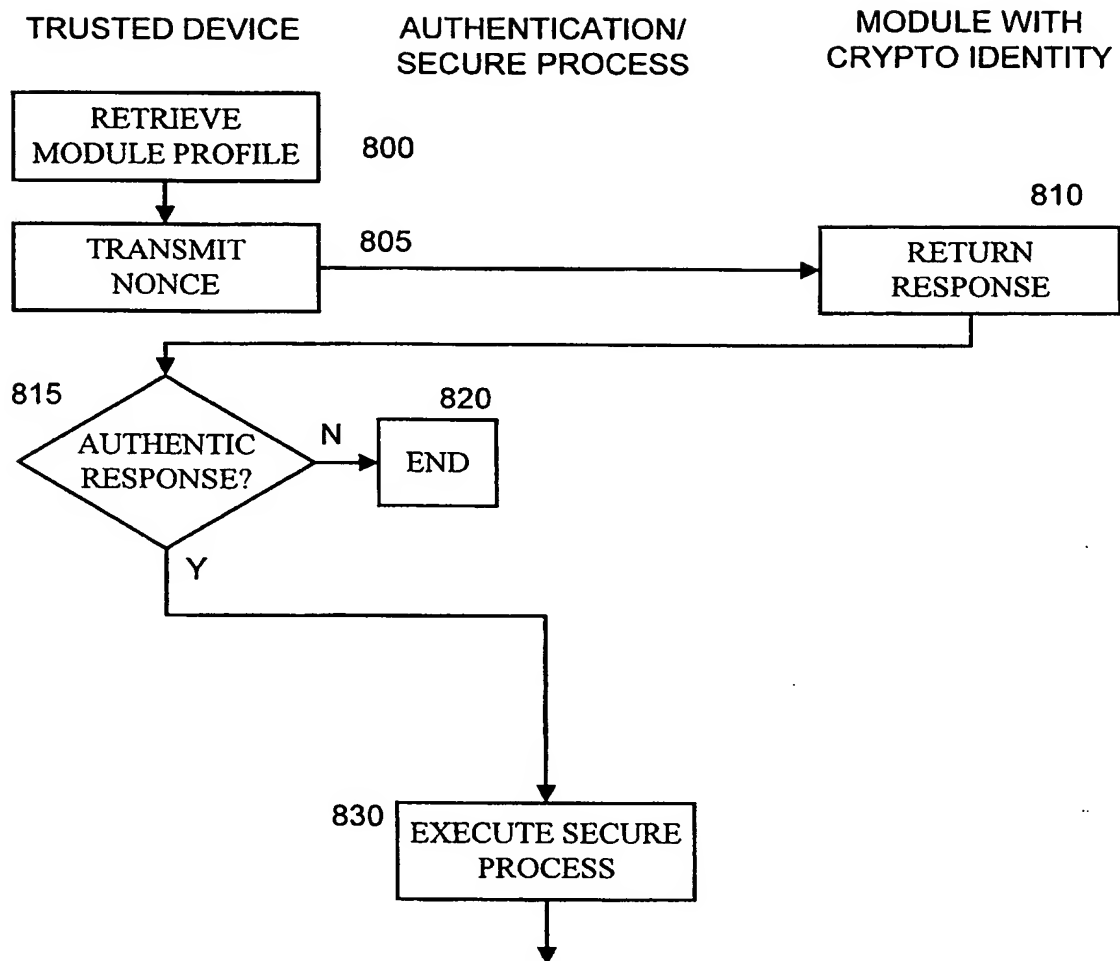 TRUSTED DEVICE
AUTHENTICATION/
SECURE PROCESS
MODULE WITH
CRYPTO IDENTITY
RETRIEVE
MODULE PROFILE
800
TRANSMIT
NONCE
805
810
RETURN
RESPONSE
815
AUTHENTIC
RESPONSE?
N
820
END
Y
830
EXECUTE SECURE
PROCESS